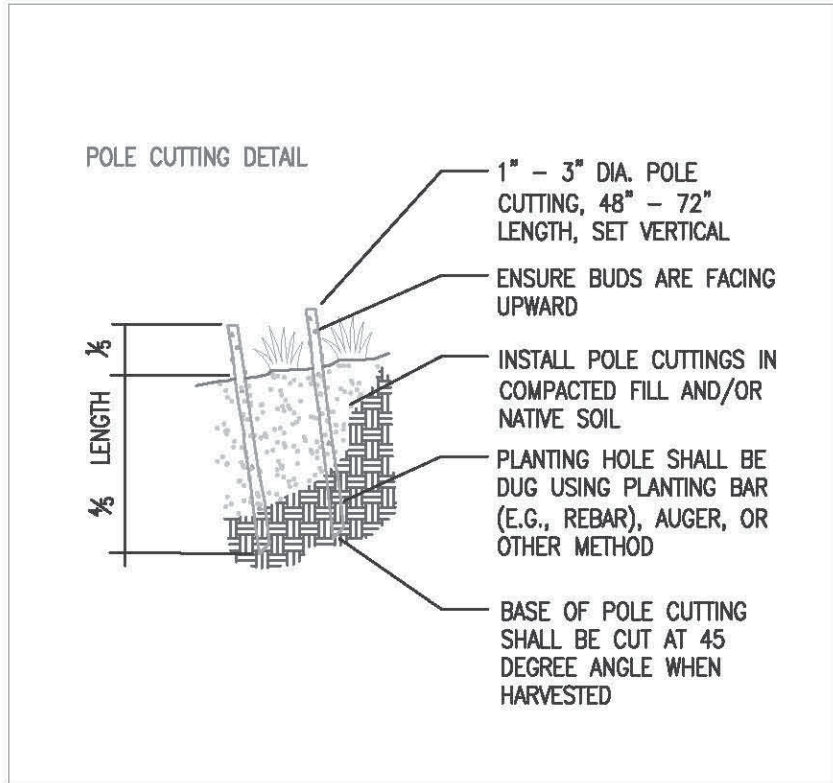 POLE CUTTING DETAIL
1" - 3" DIA. POLE
CUTTING, 48" - 72"
LENGTH, SET VERTICAL
ENSURE BUDS ARE FACING
UPWARD
INSTALL POLE CUTTINGS IN
COMPACTED FILL AND/OR
NATIVE SOIL
PLANTING HOLE SHALL BE
DUG USING PLANTING BAR
(E.G., REBAR), AUGER, OR
OTHER METHOD
BASE OF POLE CUTTING
SHALL BE CUT AT 45
DEGREE ANGLE WHEN
HARVESTED
1/5
4/5 LENGTH